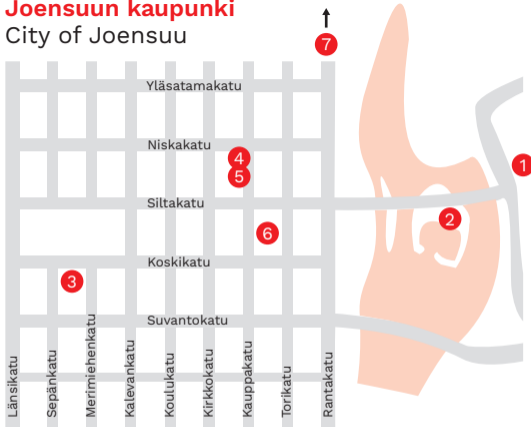 Joensuun kaupunki
City of Joensuu
7
Yläsatamakatu
Niskakatu
4
1
5
Siltakatu
2
6
Koskikatu
3
Suvantokatu
Länsikatu
Sepänkatu
Merimiehenkatu
Kalevankatu
Koulukatu
Kirkkokatu
Kauppakatu
Torikatu
Rantakatu